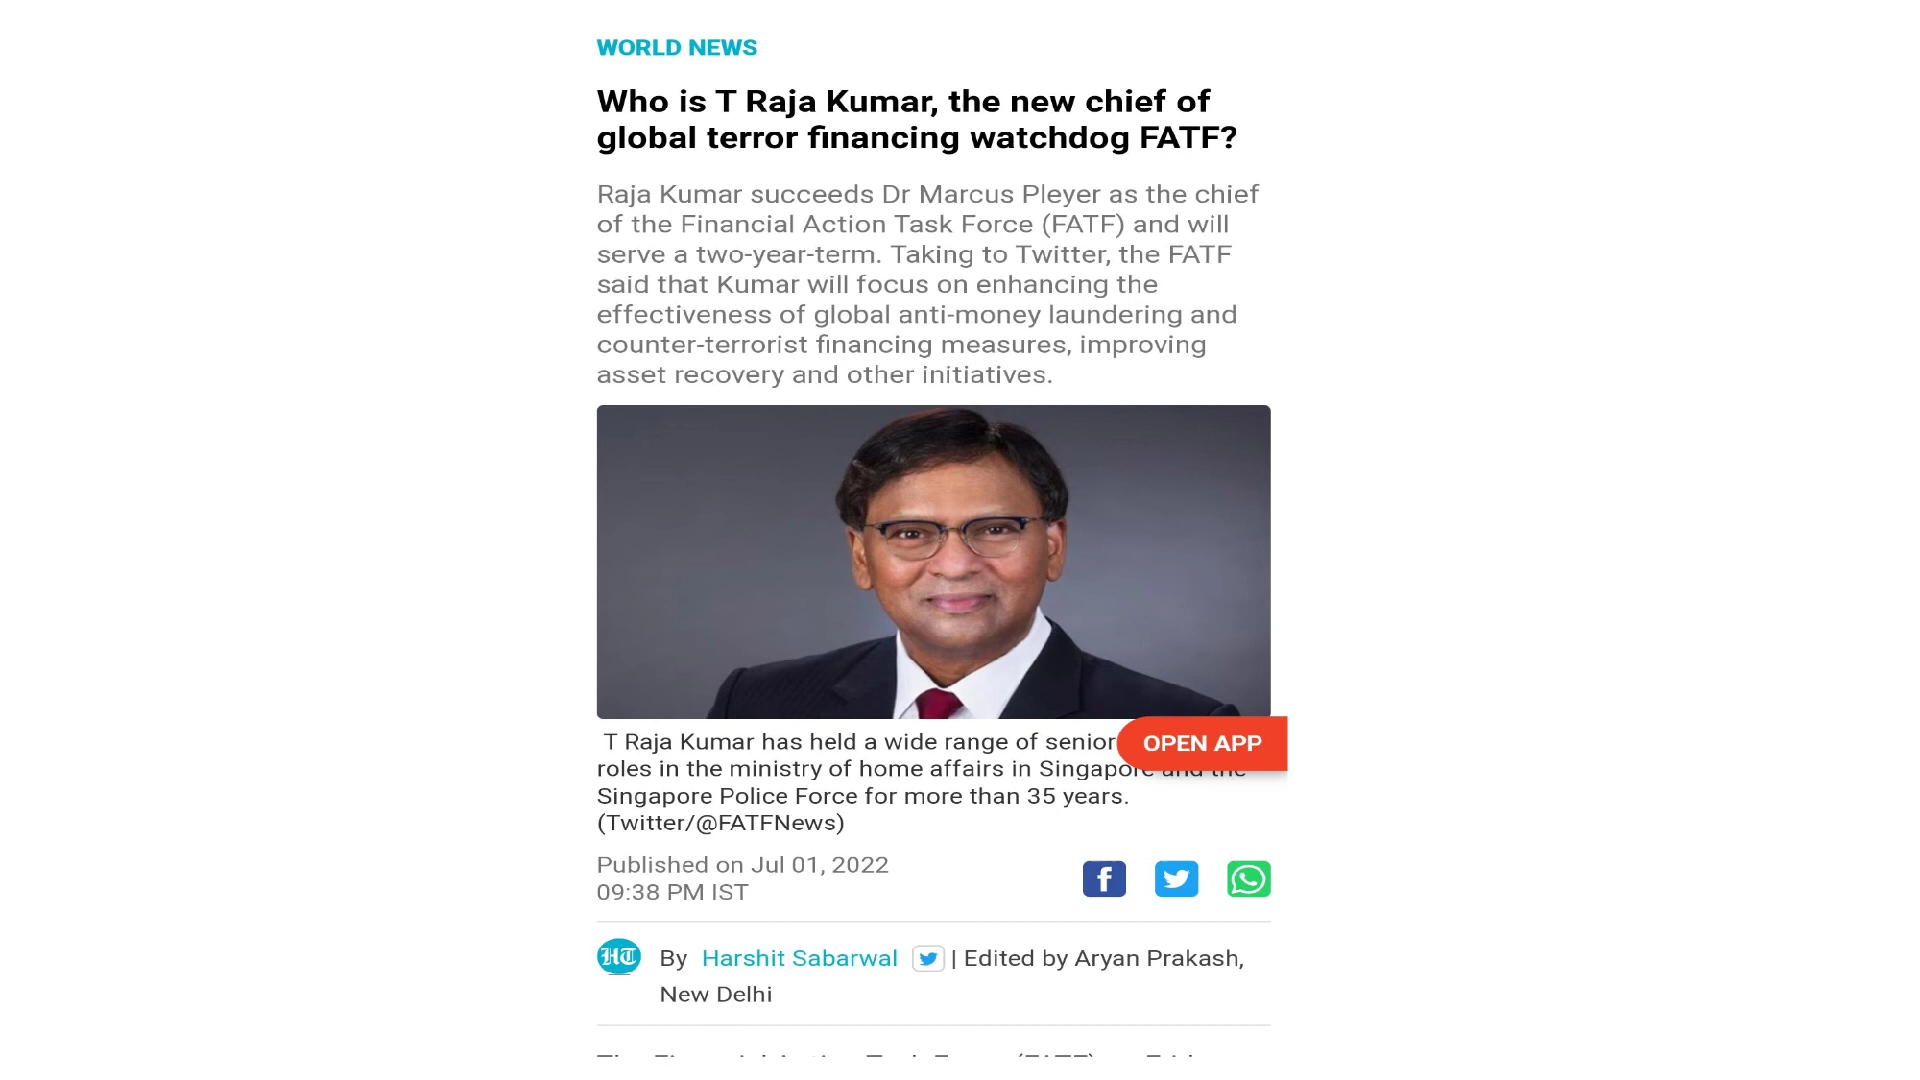 WORLD NEWS
Who is T Raja Kumar, the new chief of
global terror financing watchdog FATF?
Raja Kumar succeeds Dr Marcus Pleyer as the chief
of the Financial Action Task Force (FATF) and will
serve a two-year-term. Taking to Twitter, the FATF
said that Kumar will focus on enhancing the
effectiveness of global anti-money laundering and
counter-terrorist financing measures, improving
asset recovery and other initiatives.
T Raja Kumar has held a wide range of senior
OPEN APP
roles in the ministry of home affairs in Singapore and the
Singapore Police Force for more than 35 years.
(Twitter/@FATFNews)
Published on Jul 01, 2022
09:38 PM IST
HT
By Harshit Sabarwal | Edited by Aryan Prakash,
New Delhi